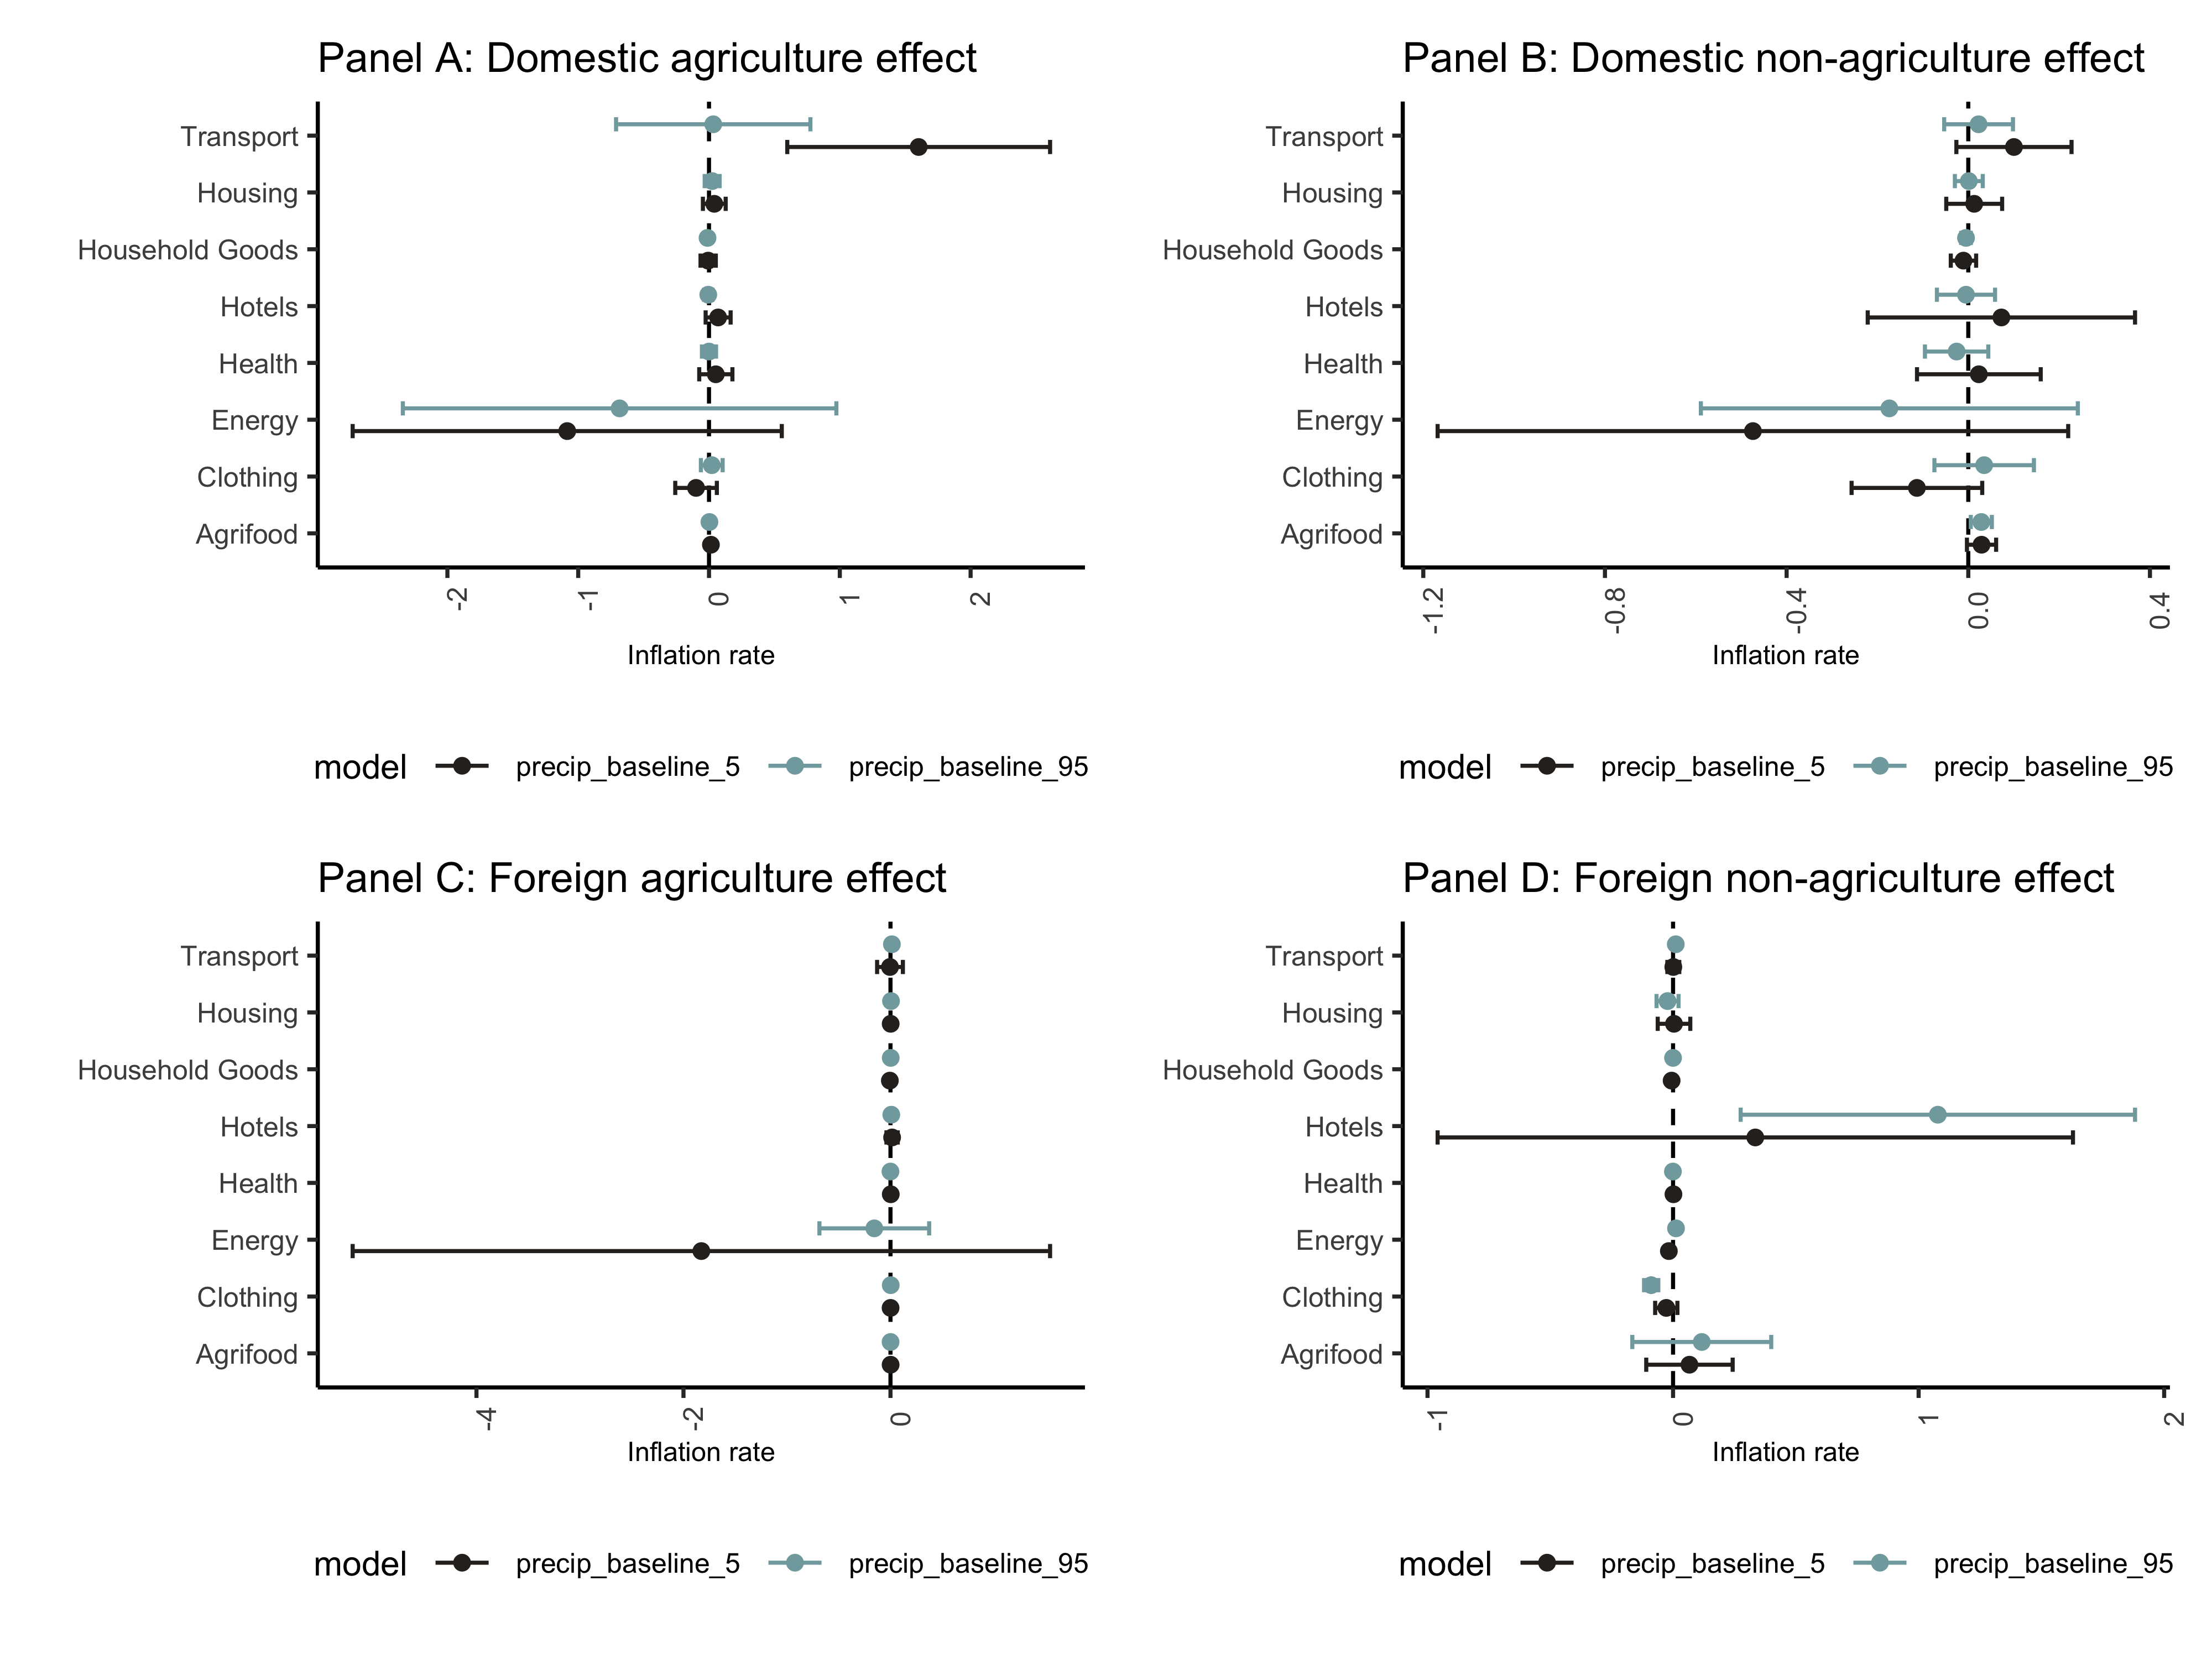 Panel A: Domestic agriculture effect
Transport
Housing
Household Goods
Hotels
Health
Energy
Clothing
Agrifood
-2
-1
0
1
2
Inflation rate
model precip_baseline_5 precip_baseline_95
Panel B: Domestic non-agriculture effect
Transport
Housing
Household Goods
Hotels
Health
Energy
Clothing
Agrifood
-1.2
-0.8
-0.4
0.0
0.4
Inflation rate
model precip_baseline_5 precip_baseline_95
Panel C: Foreign agriculture effect
Transport
Housing
Household Goods
Hotels
Health
Energy
Clothing
Agrifood
-4
-2
0
Inflation rate
model precip_baseline_5 precip_baseline_95
Panel D: Foreign non-agriculture effect
Transport
Housing
Household Goods
Hotels
Health
Energy
Clothing
Agrifood
-1
0
1
2
Inflation rate
model precip_baseline_5 precip_baseline_95